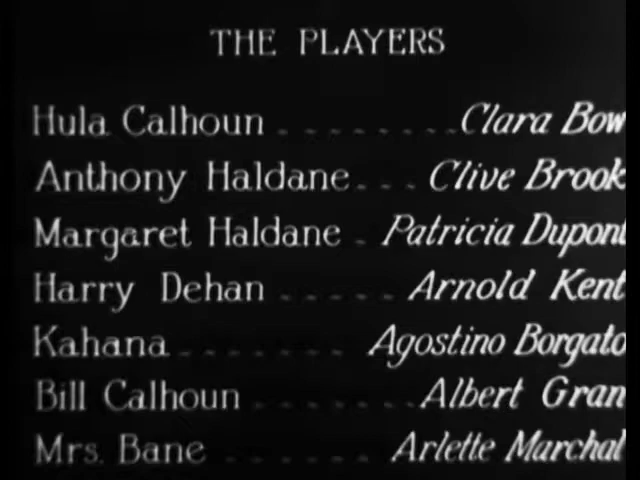 THE PLAYERS
Hula Calhoun ........ Clara Bow
Anthony Haldane... Clive Brook
Margaret Haldane . Patricia Dupont
Harry Dehan ..... Arnold Kent
Kahana ....... Agostino Borgato
Bill Calhoun ....... Albert Gran
Mrs. Bane ...... Arlette Marchal